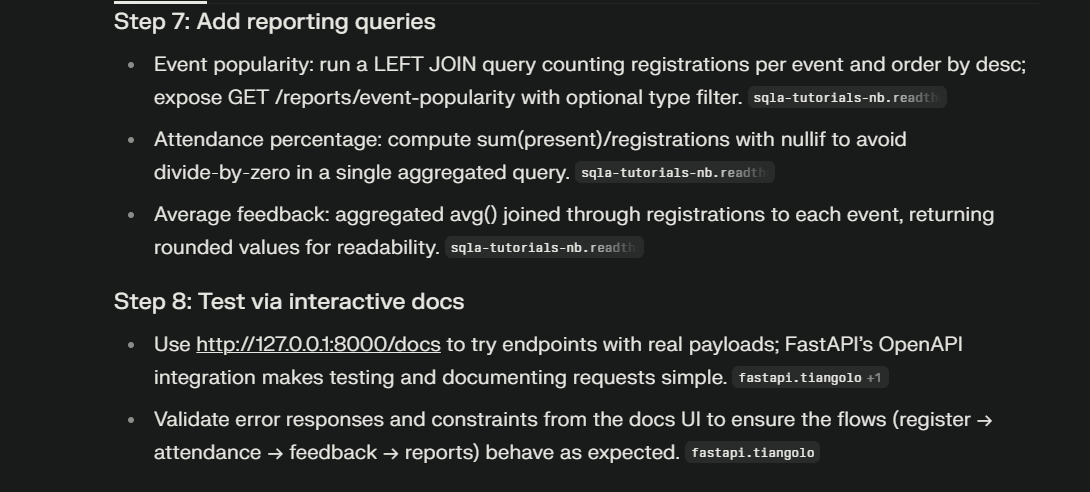 Step 7: Add reporting queries
Event popularity: run a LEFT JOIN query counting registrations per event and order by desc;
expose GET /reports/event-popularity with optional type filter. sqla-tutorials-nb.readth
Attendance percentage: compute sum(present)/registrations with nullif to avoid
divide-by-zero in a single aggregated query. sqla-tutorials-nb.readth
Average feedback: aggregated avg() joined through registrations to each event, returning
rounded values for readability. sqla-tutorials-nb.readth
Step 8: Test via interactive docs
Use http://127.0.0.1:8000/docs to try endpoints with real payloads; FastAPI’s OpenAPI
integration makes testing and documenting requests simple. fastapi.tiangolo +1
Validate error responses and constraints from the docs UI to ensure the flows (register →
attendance → feedback → reports) behave as expected. fastapi.tiangolo